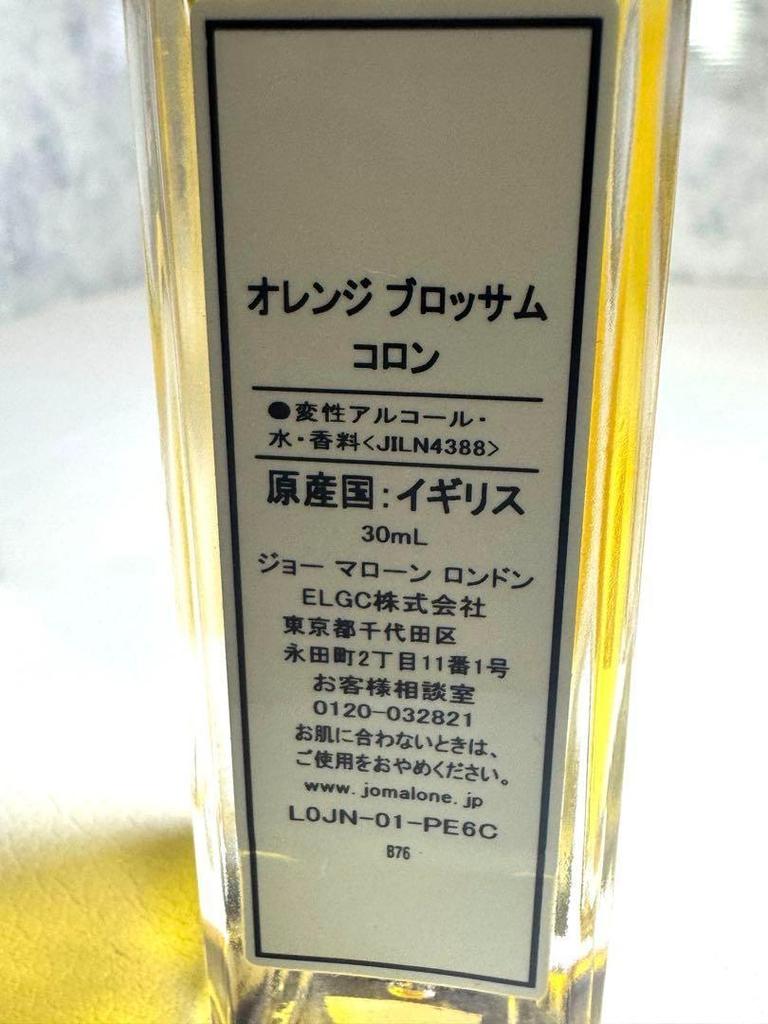 オレンジ ブロッサム
コロン
●変性アルコール・
水・香料<JILN4388>
原産国：イギリス
30mL
ジョー マローン ロンドン
ELGC株式会社
東京都千代田区
永田町2丁目11番1号
お客様相談室
0120-032821
お肌に合わないときは、
ご使用をおやめください。
www.jomalone.jp
L0JN-01-PE6C
B76